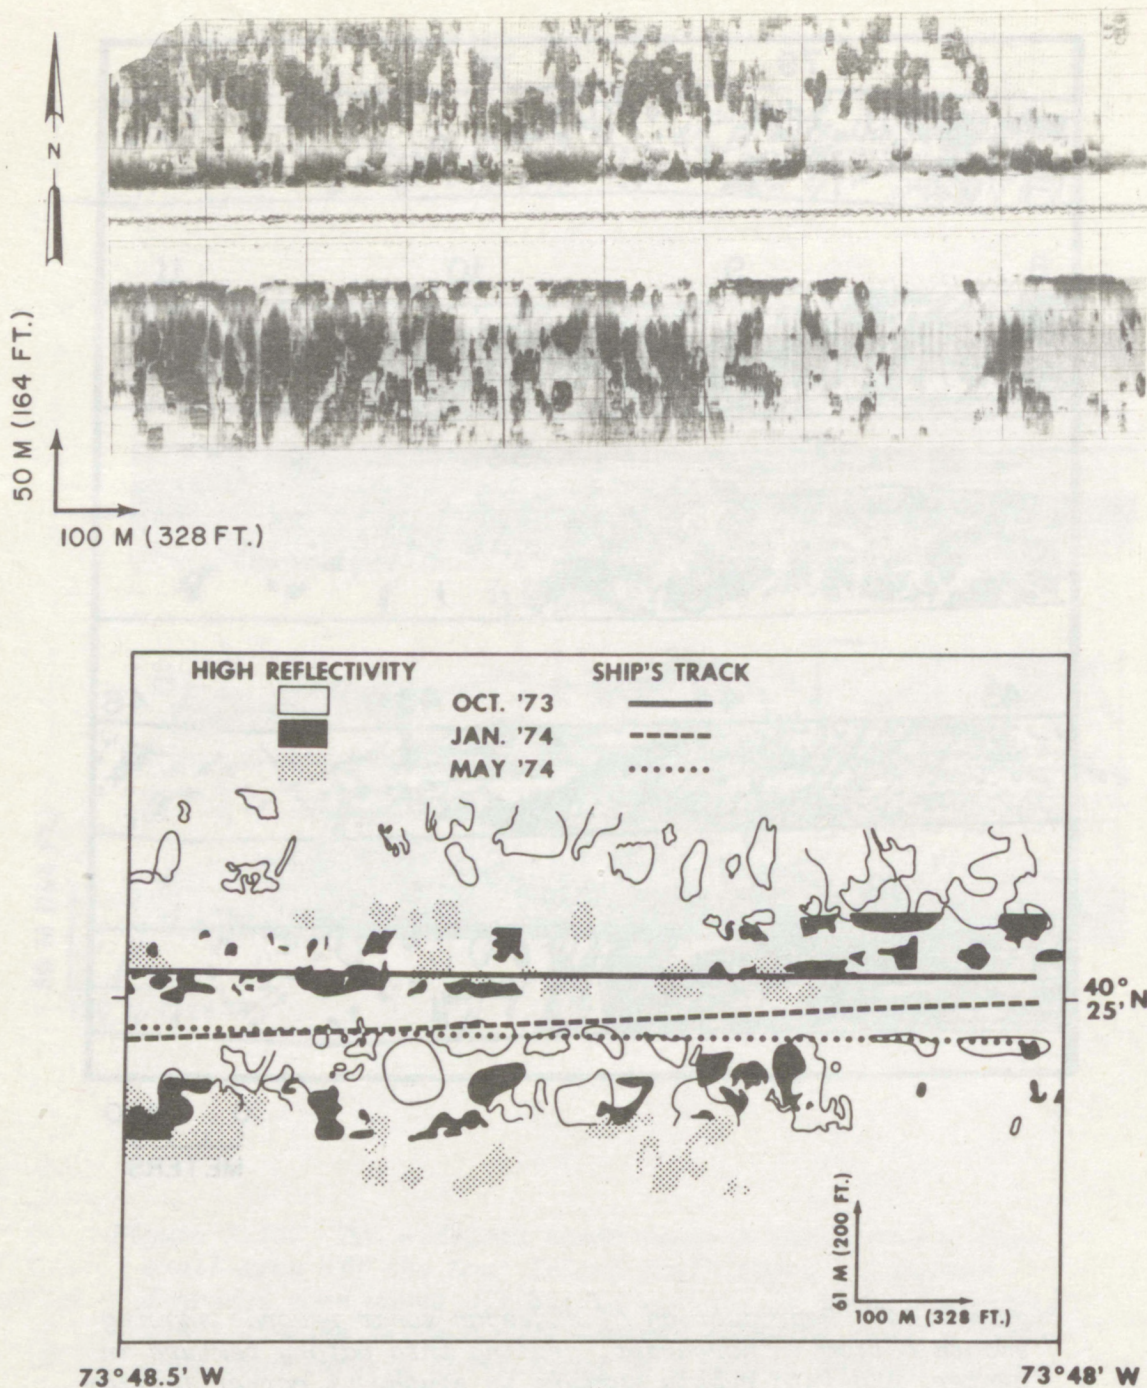 N
50 M (164 FT.)
100 M (328 FT.)
HIGH REFLECTIVITY SHIP'S TRACK
OCT. '73
JAN. '74
MAY '74
40°
25' N
61 M (200 FT.)
100 M (328 FT.)
73°48.5' W 73°48' W